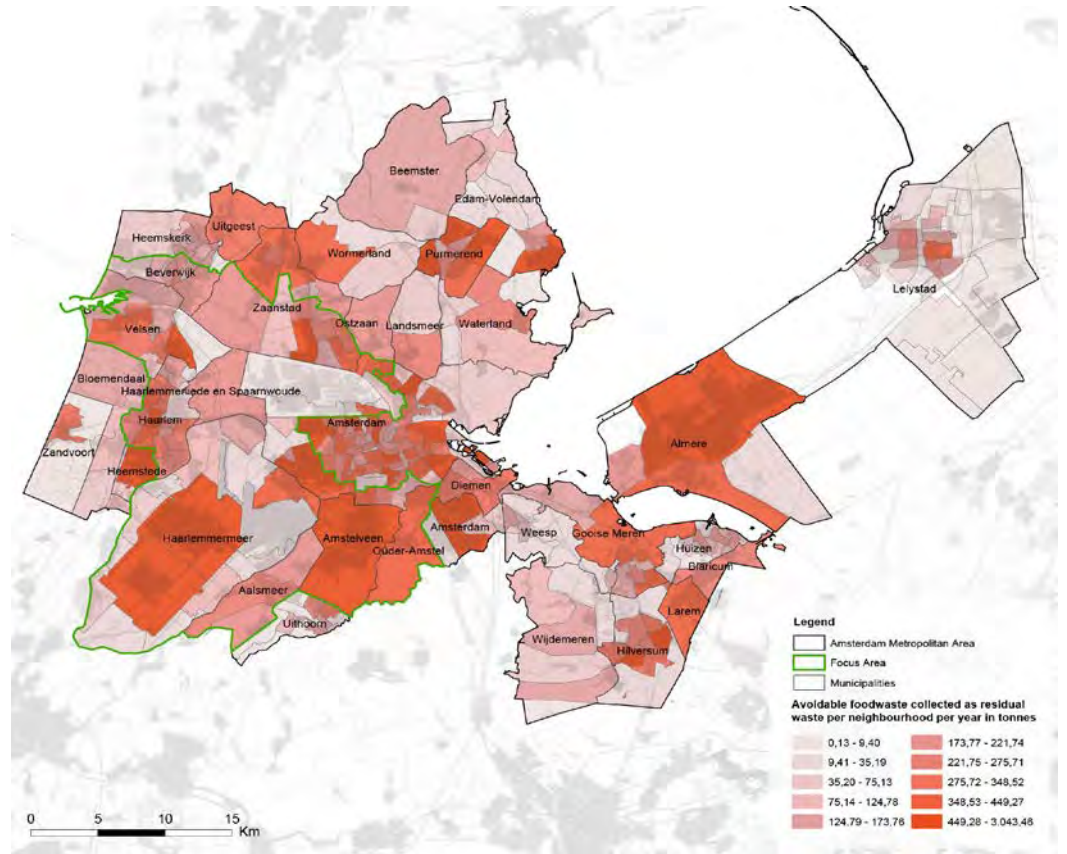 Beemster
Edam-Volendam
Uitgeest
Heemskerk
Wormerland
Purmerend
Beverwijk
Lelystad
Zaanstad
Velsen
Ostzaan
Landsmeer
Waterland
Bloemendaal
Haarlemmerliede en Spaarnwoude
Haarlem
Amsterdam
Almere
Zandvoort
Heemstede
Diemen
Amsterdam
Weesp
Gooise Meren
Haarlemmermeer
Amstelveen
Ouder-Amstel
Huizen
Blaricum
Aalsmeer
Larem
Uithoorn
Wijdemeren
Hilversum
Legend
Amsterdam Metropolitan Area
Focus Area
Municipalities
Avoidable foodwaste collected as residual
waste per neighbourhood per year in tonnes
0,13 - 9,40 173,77 - 221,74
9,41 - 35,19 221,75 - 275,71
35,20 - 75,13 275,72 - 348,52
75,14 - 124,78 348,53 - 449,27
124,79 - 173,76 449,28 - 3.043,46
0 5 10 15
Km